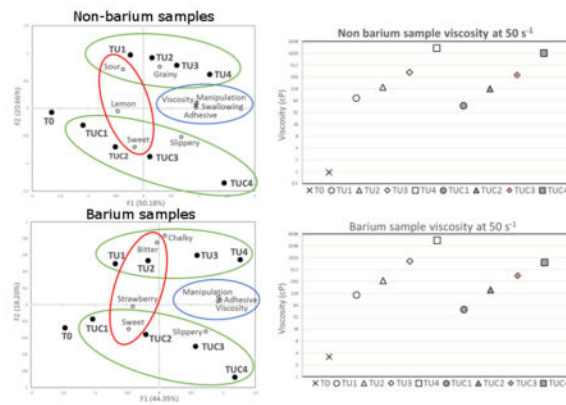 Non-barium samples
TU1
TU2
TU3
Sour
Grainy
TU4
Viscosity
Manipulation
Swallowing
Adhesive
Lemon
T0
TUC1
Sweet
Slippery
TUC2
TUC3
TUC4
F2 (20.66%)
F1 (50.18%)
Non barium sample viscosity at 50 s-1
Viscosity (cP)
T0 TU1 TU2 TU3 TU4 TUC1 TUC2 TUC3 TUC4
Barium samples
Chalky
TU1
Bitter
TU3
TU4
TU2
Manipulation
Strawberry
Adhesive
Viscosity
T0
TUC1
Sweet
Slippery
TUC2
TUC3
TUC4
F2 (18.20%)
F1 (44.35%)
Barium sample viscosity at 50 s-1
Viscosity (cP)
T0 TU1 TU2 TU3 TU4 TUC1 TUC2 TUC3 TUC4